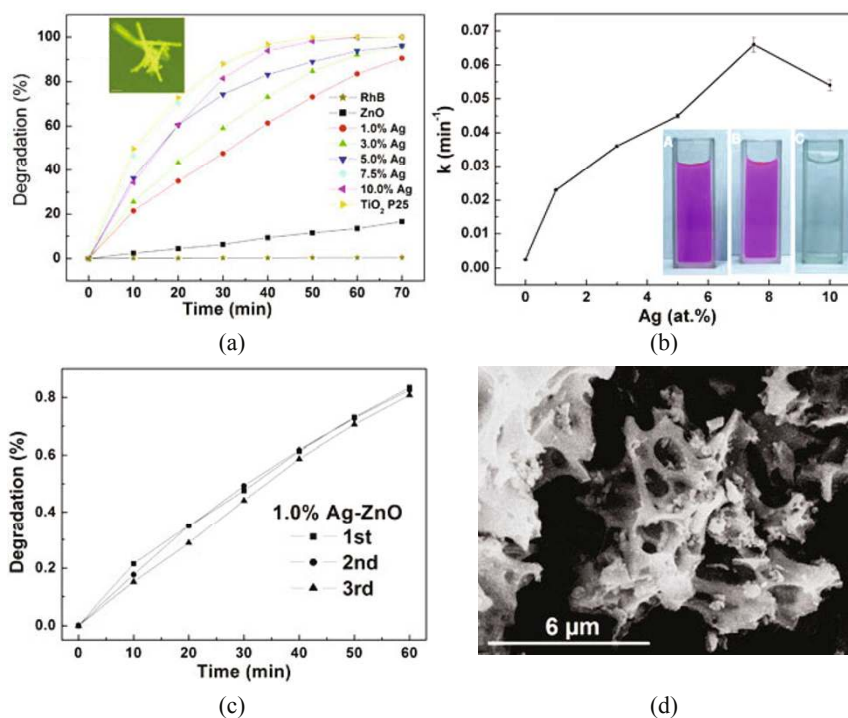 100
80
60
40
20
0
Degradation (%)
RhB
ZnO
1.0% Ag
3.0% Ag
5.0% Ag
7.5% Ag
10.0% Ag
TiO₂ P25
0 10 20 30 40 50 60 70
Time (min)
(a)
0.07
0.06
0.05
0.04
0.03
0.02
0.01
0.00
k (min⁻¹)
A B C
0 2 4 6 8 10
Ag (at.%)
(b)
0.8
0.6
0.4
0.2
0.0
Degradation (%)
1.0% Ag-ZnO
1st
2nd
3rd
0 10 20 30 40 50 60
Time (min)
(c)
6 µm
(d)